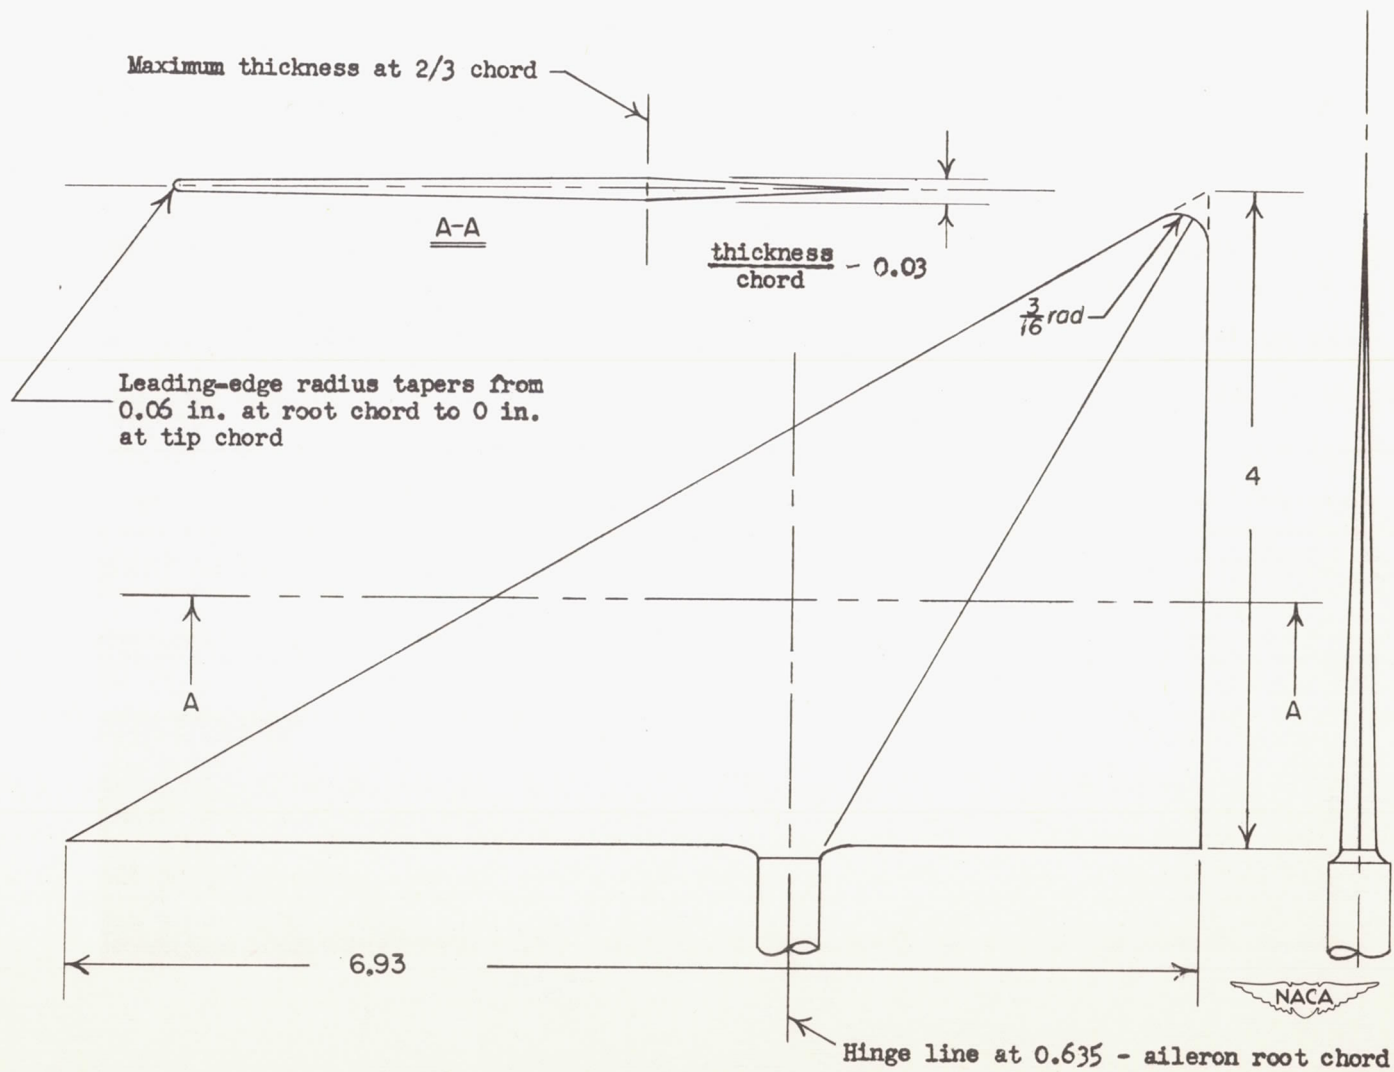 Maximum thickness at 2/3 chord
A-A
thickness
chord
- 0.03
3/16 rad
Leading-edge radius tapers from
0.06 in. at root chord to 0 in.
at tip chord
4
A
A
6.93
NACA
Hinge line at 0.635 - aileron root chord